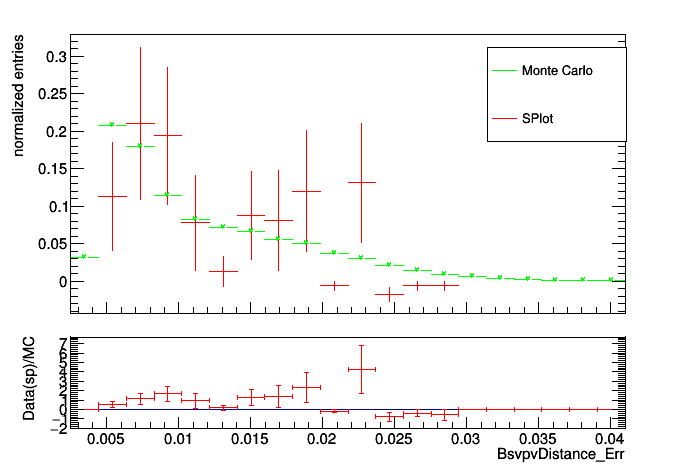 normalized entries
0.3
0.25
0.2
0.15
0.1
0.05
0
Monte Carlo
SPlot
Data(sp)/MC
7
6
5
4
3
2
1
0
−1
−2
0.005 0.01 0.015 0.02 0.025 0.03 0.035 0.04
BsvpvDistance_Err